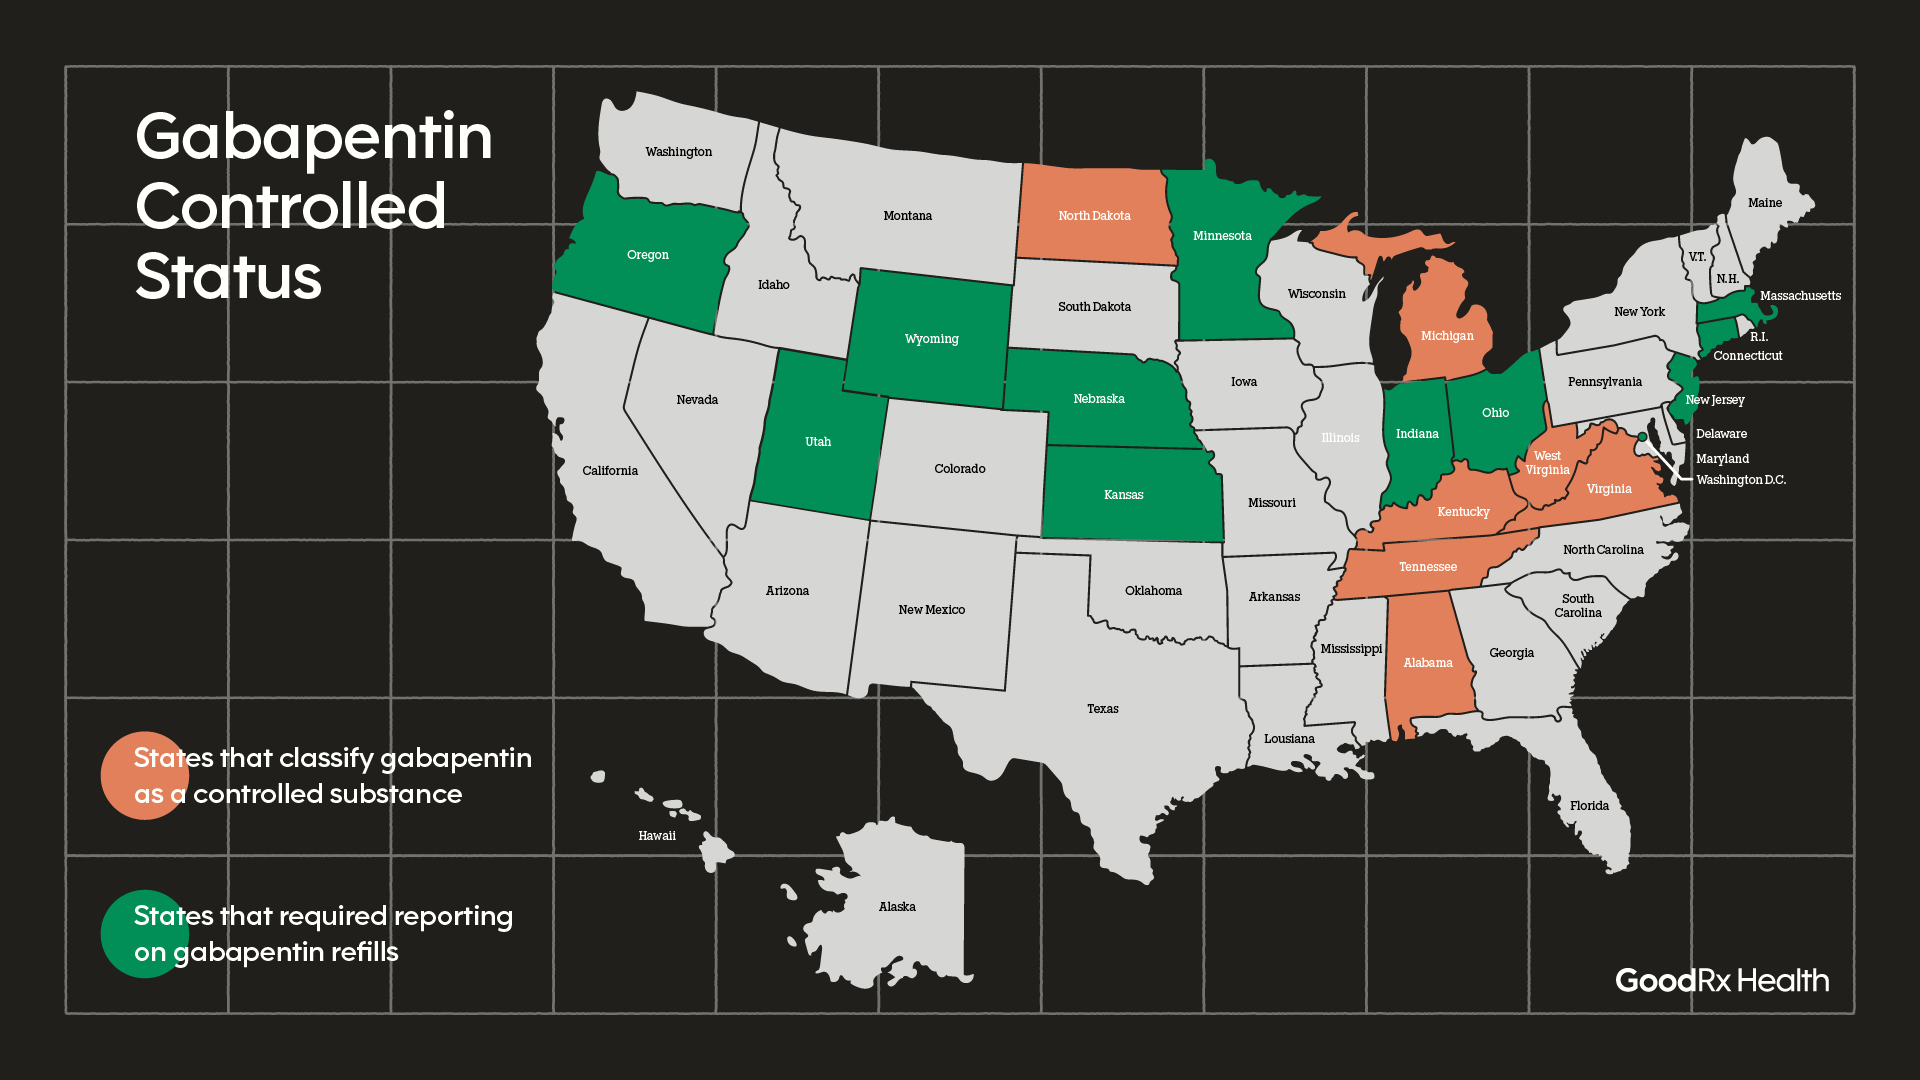 Gabapentin
Controlled
Status
Washington
Oregon
Idaho
Montana
North Dakota
Minnesota
Wisconsin
Michigan
Maine
V.T.
N.H.
New York
Massachusetts
R.I.
Connecticut
South Dakota
Wyoming
Nebraska
Iowa
Illinois
Indiana
Ohio
Pennsylvania
New Jersey
Delaware
Maryland
Washington D.C.
California
Nevada
Utah
Colorado
Kansas
Missouri
Kentucky
West
Virginia
Virginia
Arizona
New Mexico
Oklahoma
Arkansas
Tennessee
North Carolina
South
Carolina
Texas
Lousiana
Mississippi
Alabama
Georgia
Florida
Hawaii
Alaska
States that classify gabapentin
as a controlled substance
States that required reporting
on gabapentin refills
GoodRx Health